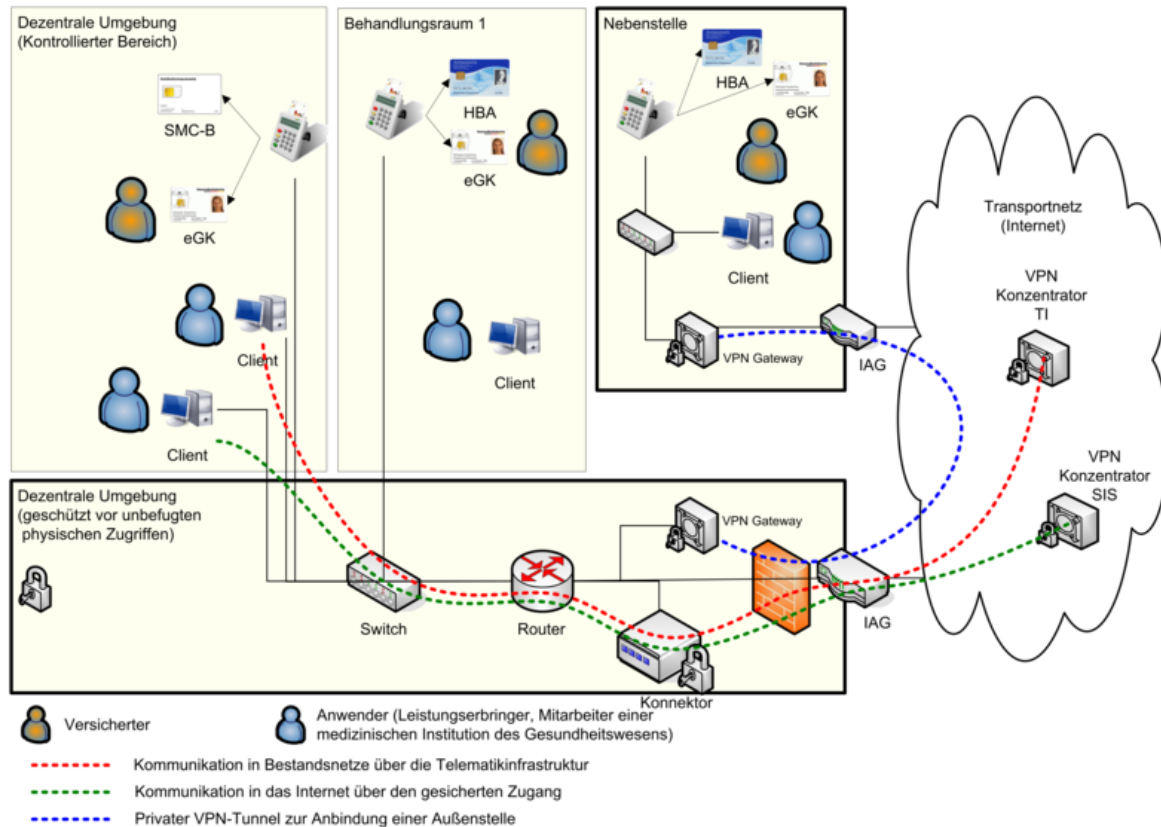 Dezentrale Umgebung
(Kontrollierter Bereich)
SMC-B
eGK
Client
Client
Behandlungsraum 1
HBA
eGK
Client
Nebenstelle
HBA
eGK
Client
VPN Gateway
IAG
Transportnetz
(Internet)
VPN
Konzentrator
TI
VPN
Konzentrator
SIS
Dezentrale Umgebung
(geschützt vor unbefugten
physischen Zugriffen)
VPN Gateway
Switch
Router
Konnektor
IAG
Versicherter
Anwender (Leistungserbringer, Mitarbeiter einer
medizinischen Institution des Gesundheitswesens)
Kommunikation in Bestandsnetze über die Telematikinfrastruktur
Kommunikation in das Internet über den gesicherten Zugang
Privater VPN-Tunnel zur Anbindung einer Außenstelle